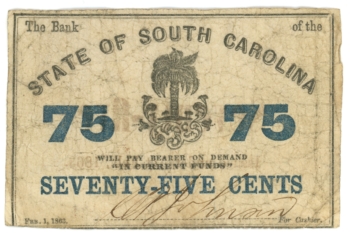 The Bank of the
STATE OF SOUTH CAROLINA
75 75
WILL PAY BEARER ON DEMAND
"IN CURRENT FUNDS"
SEVENTY-FIVE CENTS
FEB. 1, 1863. For Cashier.